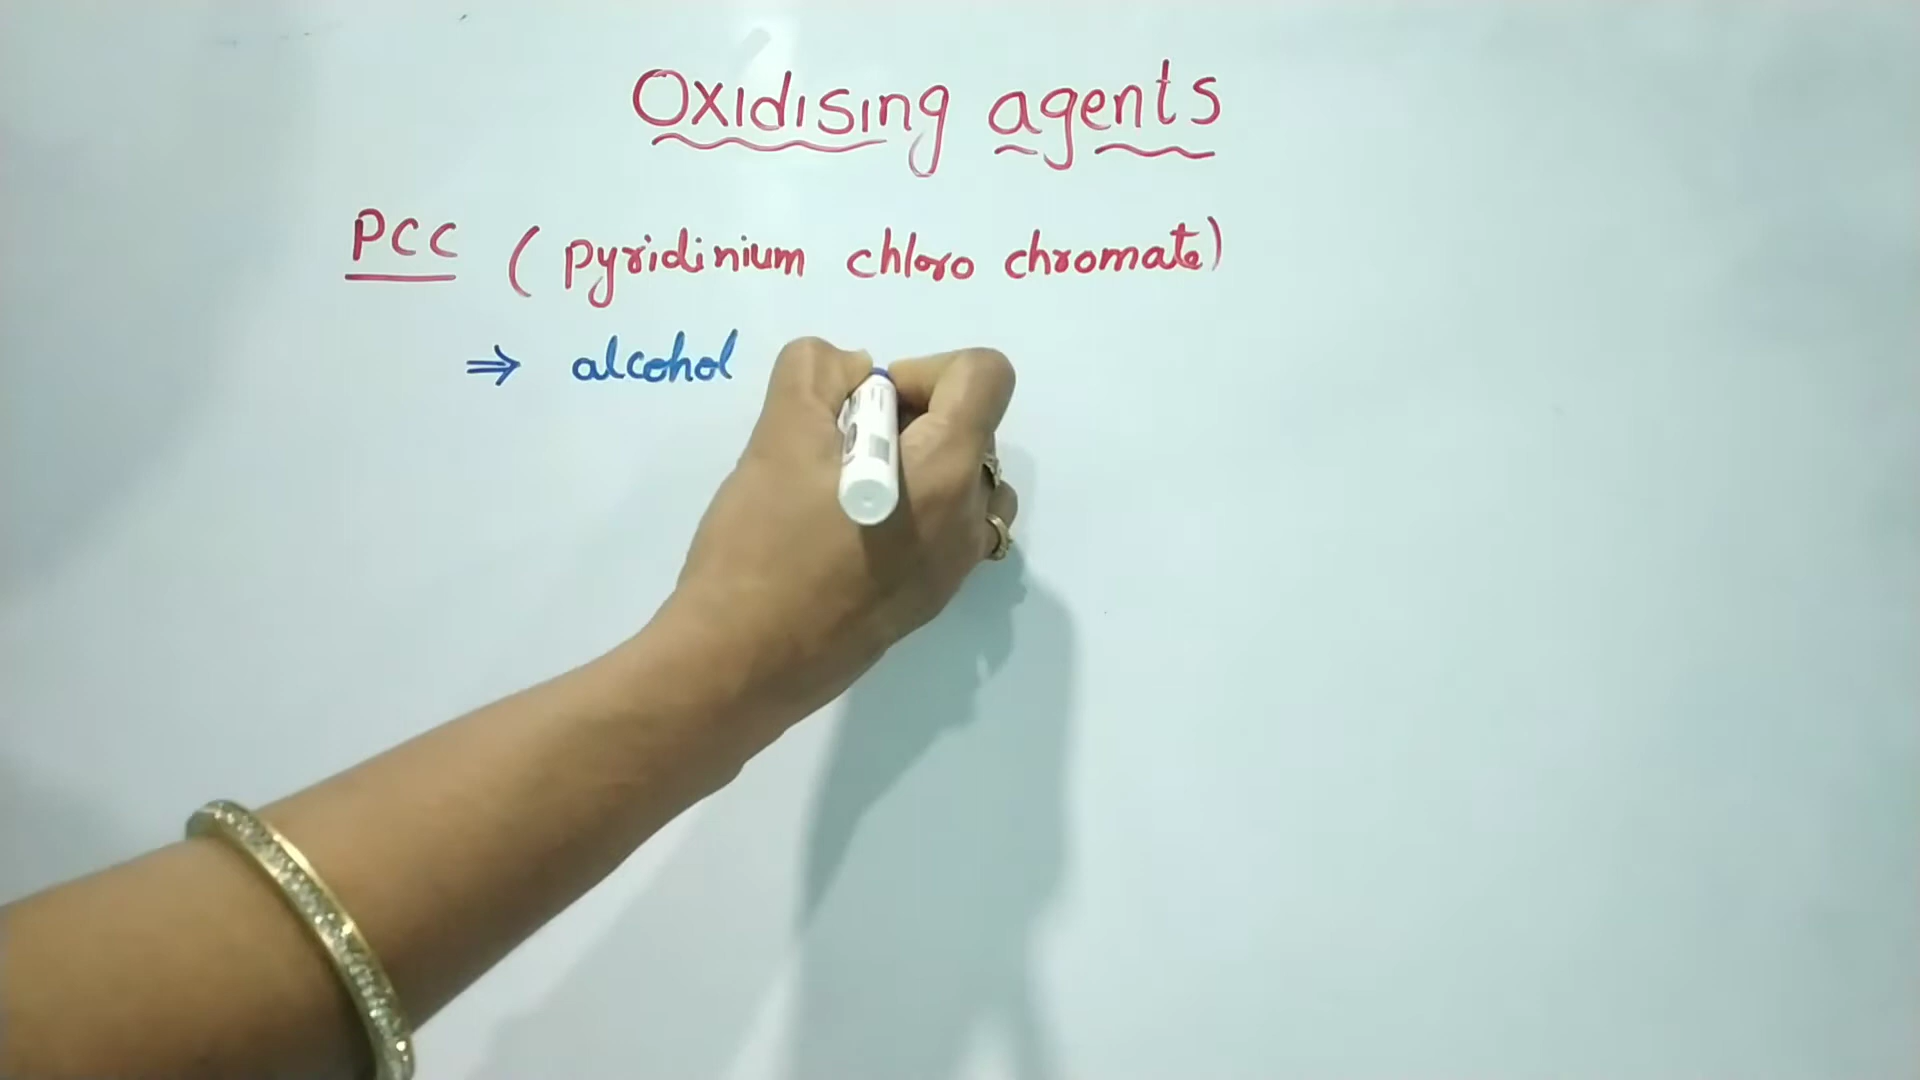 Oxidising agents
PCC (pyridinium chloro chromate)
⇒ alcohol